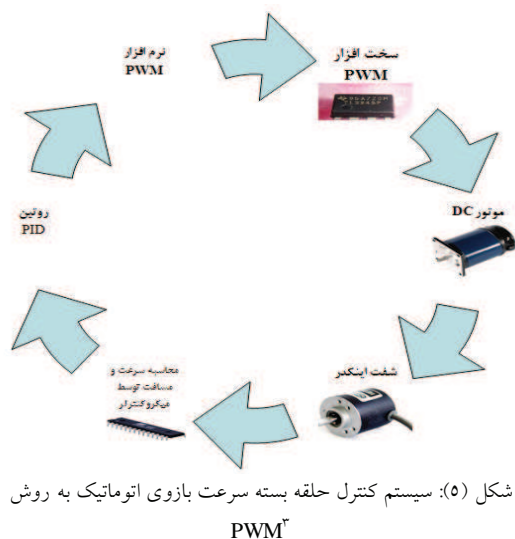 نرم افزار
PWM
سخت افزار
PWM
موتور DC
شفت اینکدر
محاسبه سرعت و
مسافت توسط
میکروکنترلر
روتین
PID
شکل (۵): سیستم کنترل حلقه بسته سرعت بازوی اتوماتیک به روش
PWM۳